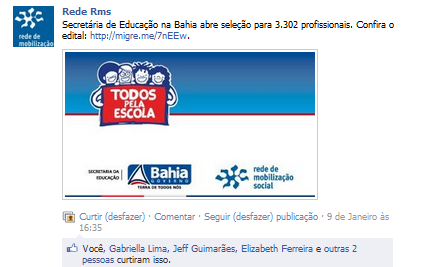 Rede Rms
Secretária de Educação na Bahia abre seleção para 3.302 profissionais. Confira o
edital: http://migre.me/7nEEw.
rede de
mobilização
TODOS
PELA
ESCOLA
SECRETARIA DA
EDUCAÇÃO
Bahia
GOVERNO
TERRA DE TODOS NÓS
rede de
mobilização
social
Curtir (desfazer) · Comentar · Seguir (desfazer) publicação · 9 de Janeiro às
16:35
Você, Gabriella Lima, Jeff Guimarães, Elizabeth Ferreira e outras 2
pessoas curtiram isso.